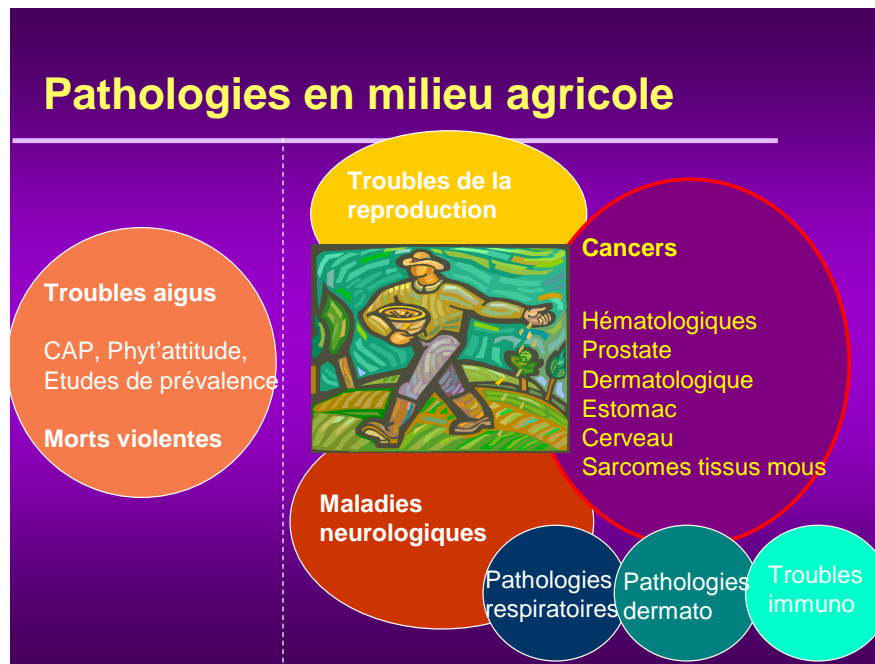 Pathologies en milieu agricole
Troubles de la
reproduction
Troubles aigus
CAP, Phyt'attitude,
Etudes de prévalence
Morts violentes
Cancers
Hématologiques
Prostate
Dermatologique
Estomac
Cerveau
Sarcomes tissus mous
Maladies
neurologiques
Pathologies
respiratoires
Pathologies
dermato
Troubles
immuno